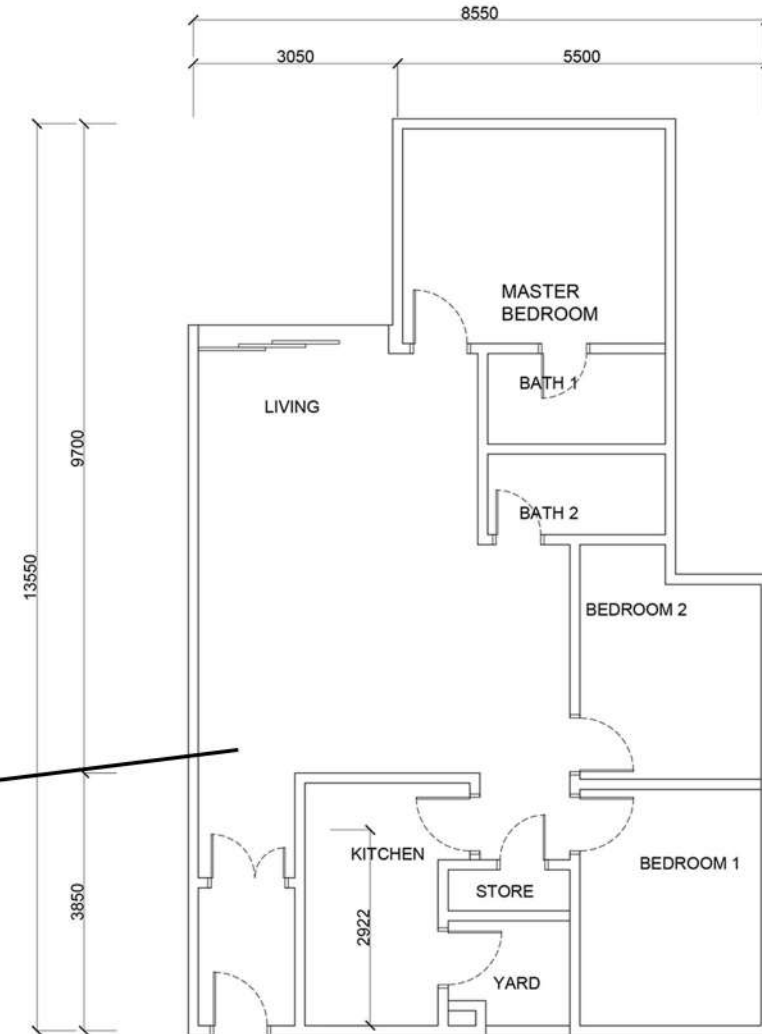 8550
3050
5500
MASTER
BEDROOM
BATH 1
LIVING
9700
BATH 2
13550
BEDROOM 2
KITCHEN
BEDROOM 1
STORE
3850
2922
YARD